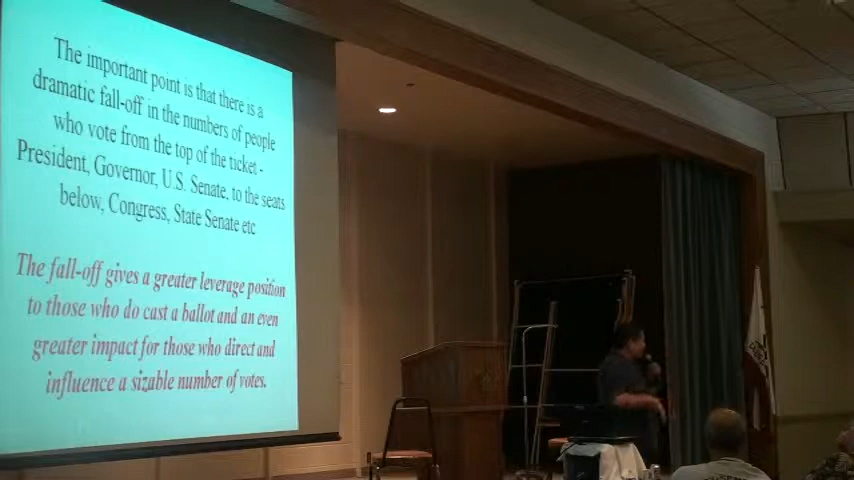 The important point is that there is a
dramatic fall-off in the numbers of people
who vote from the top of the ticket -
President, Governor, U.S. Senate, to the seats
below, Congress, State Senate etc
The fall-off gives a greater leverage position
to those who do cast a ballot and an even
greater impact for those who direct and
influence a sizable number of votes.